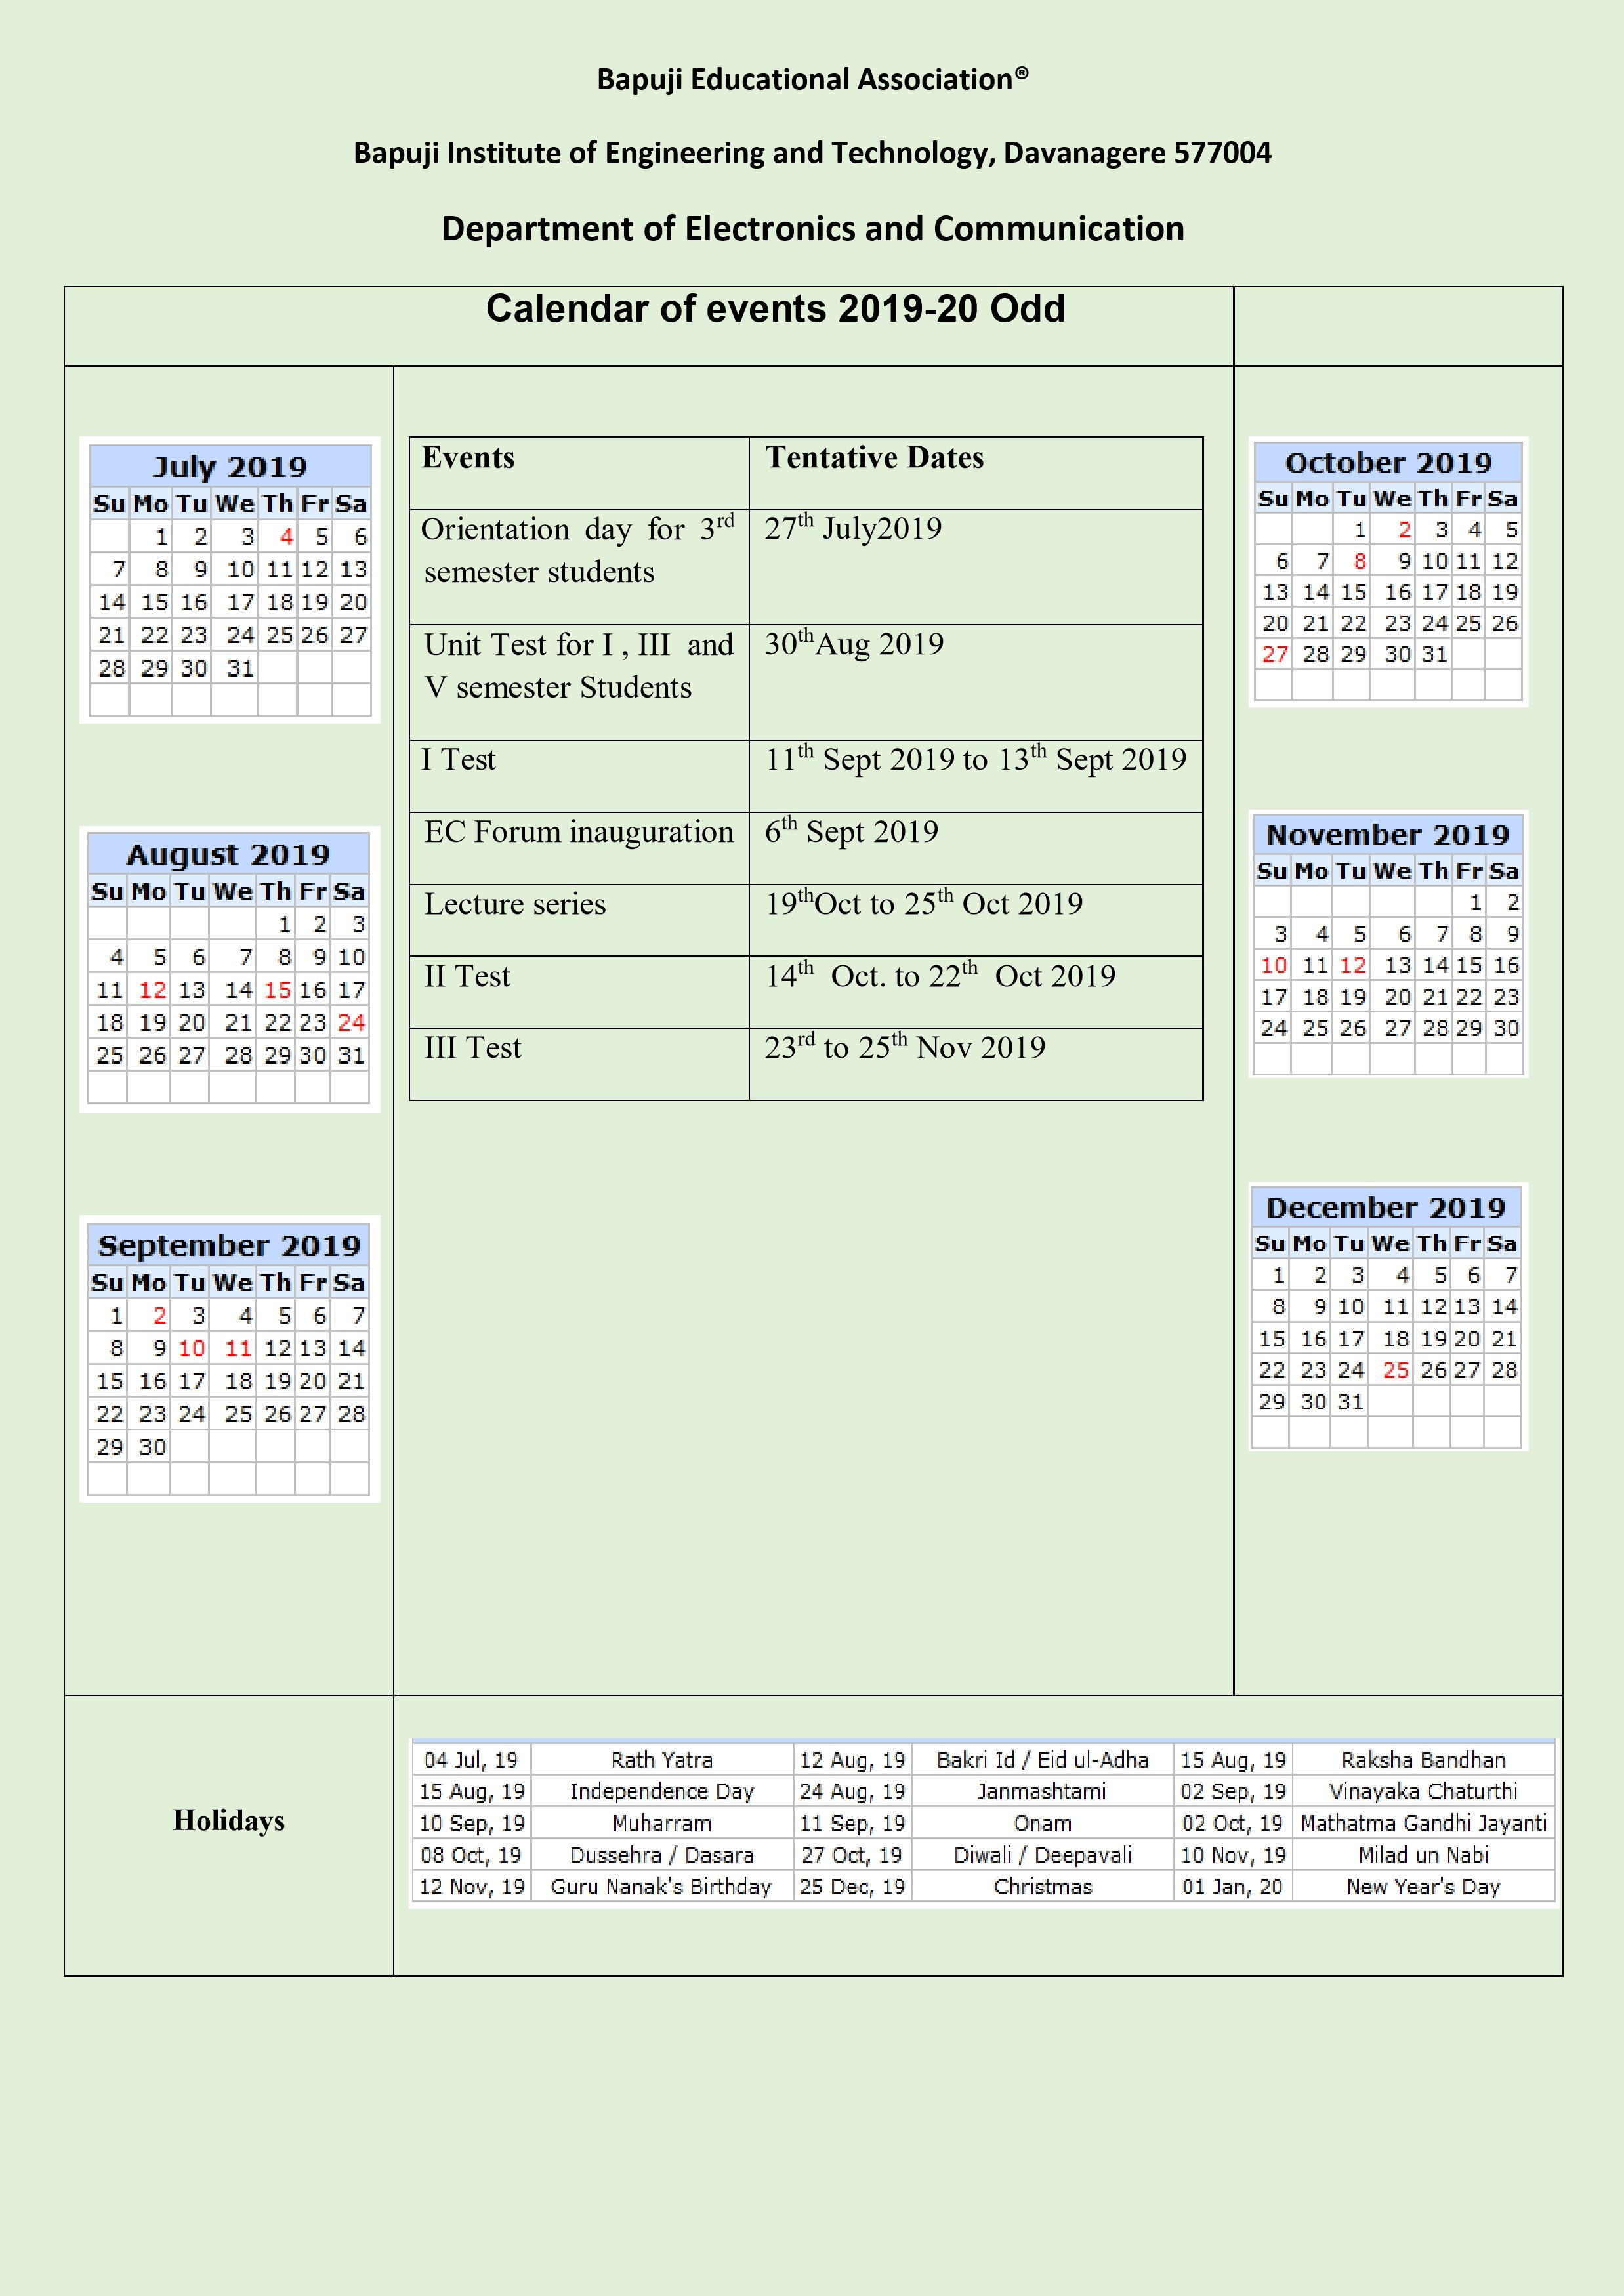 Bapuji Educational Association®
Bapuji Institute of Engineering and Technology, Davanagere 577004
Department of Electronics and Communication
Calendar of events 2019-20 Odd
July 2019
Su Mo Tu We Th Fr Sa
1 2 3 4 5 6
7 8 9 10 11 12 13
14 15 16 17 18 19 20
21 22 23 24 25 26 27
28 29 30 31
August 2019
Su Mo Tu We Th Fr Sa
1 2 3
4 5 6 7 8 9 10
11 12 13 14 15 16 17
18 19 20 21 22 23 24
25 26 27 28 29 30 31
September 2019
Su Mo Tu We Th Fr Sa
1 2 3 4 5 6 7
8 9 10 11 12 13 14
15 16 17 18 19 20 21
22 23 24 25 26 27 28
29 30
Events Tentative Dates
Orientation day for 3rd 27th July2019
semester students
Unit Test for I , III and 30thAug 2019
V semester Students
I Test 11th Sept 2019 to 13th Sept 2019
EC Forum inauguration 6th Sept 2019
Lecture series 19thOct to 25th Oct 2019
II Test 14th Oct. to 22th Oct 2019
III Test 23rd to 25th Nov 2019
October 2019
Su Mo Tu We Th Fr Sa
1 2 3 4 5
6 7 8 9 10 11 12
13 14 15 16 17 18 19
20 21 22 23 24 25 26
27 28 29 30 31
November 2019
Su Mo Tu We Th Fr Sa
1 2
3 4 5 6 7 8 9
10 11 12 13 14 15 16
17 18 19 20 21 22 23
24 25 26 27 28 29 30
December 2019
Su Mo Tu We Th Fr Sa
1 2 3 4 5 6 7
8 9 10 11 12 13 14
15 16 17 18 19 20 21
22 23 24 25 26 27 28
29 30 31
Holidays
04 Jul, 19 Rath Yatra 12 Aug, 19 Bakri Id / Eid ul-Adha 15 Aug, 19 Raksha Bandhan
15 Aug, 19 Independence Day 24 Aug, 19 Janmashtami 02 Sep, 19 Vinayaka Chaturthi
10 Sep, 19 Muharram 11 Sep, 19 Onam 02 Oct, 19 Mathatma Gandhi Jayanti
08 Oct, 19 Dussehra / Dasara 27 Oct, 19 Diwali / Deepavali 10 Nov, 19 Milad un Nabi
12 Nov, 19 Guru Nanak's Birthday 25 Dec, 19 Christmas 01 Jan, 20 New Year's Day